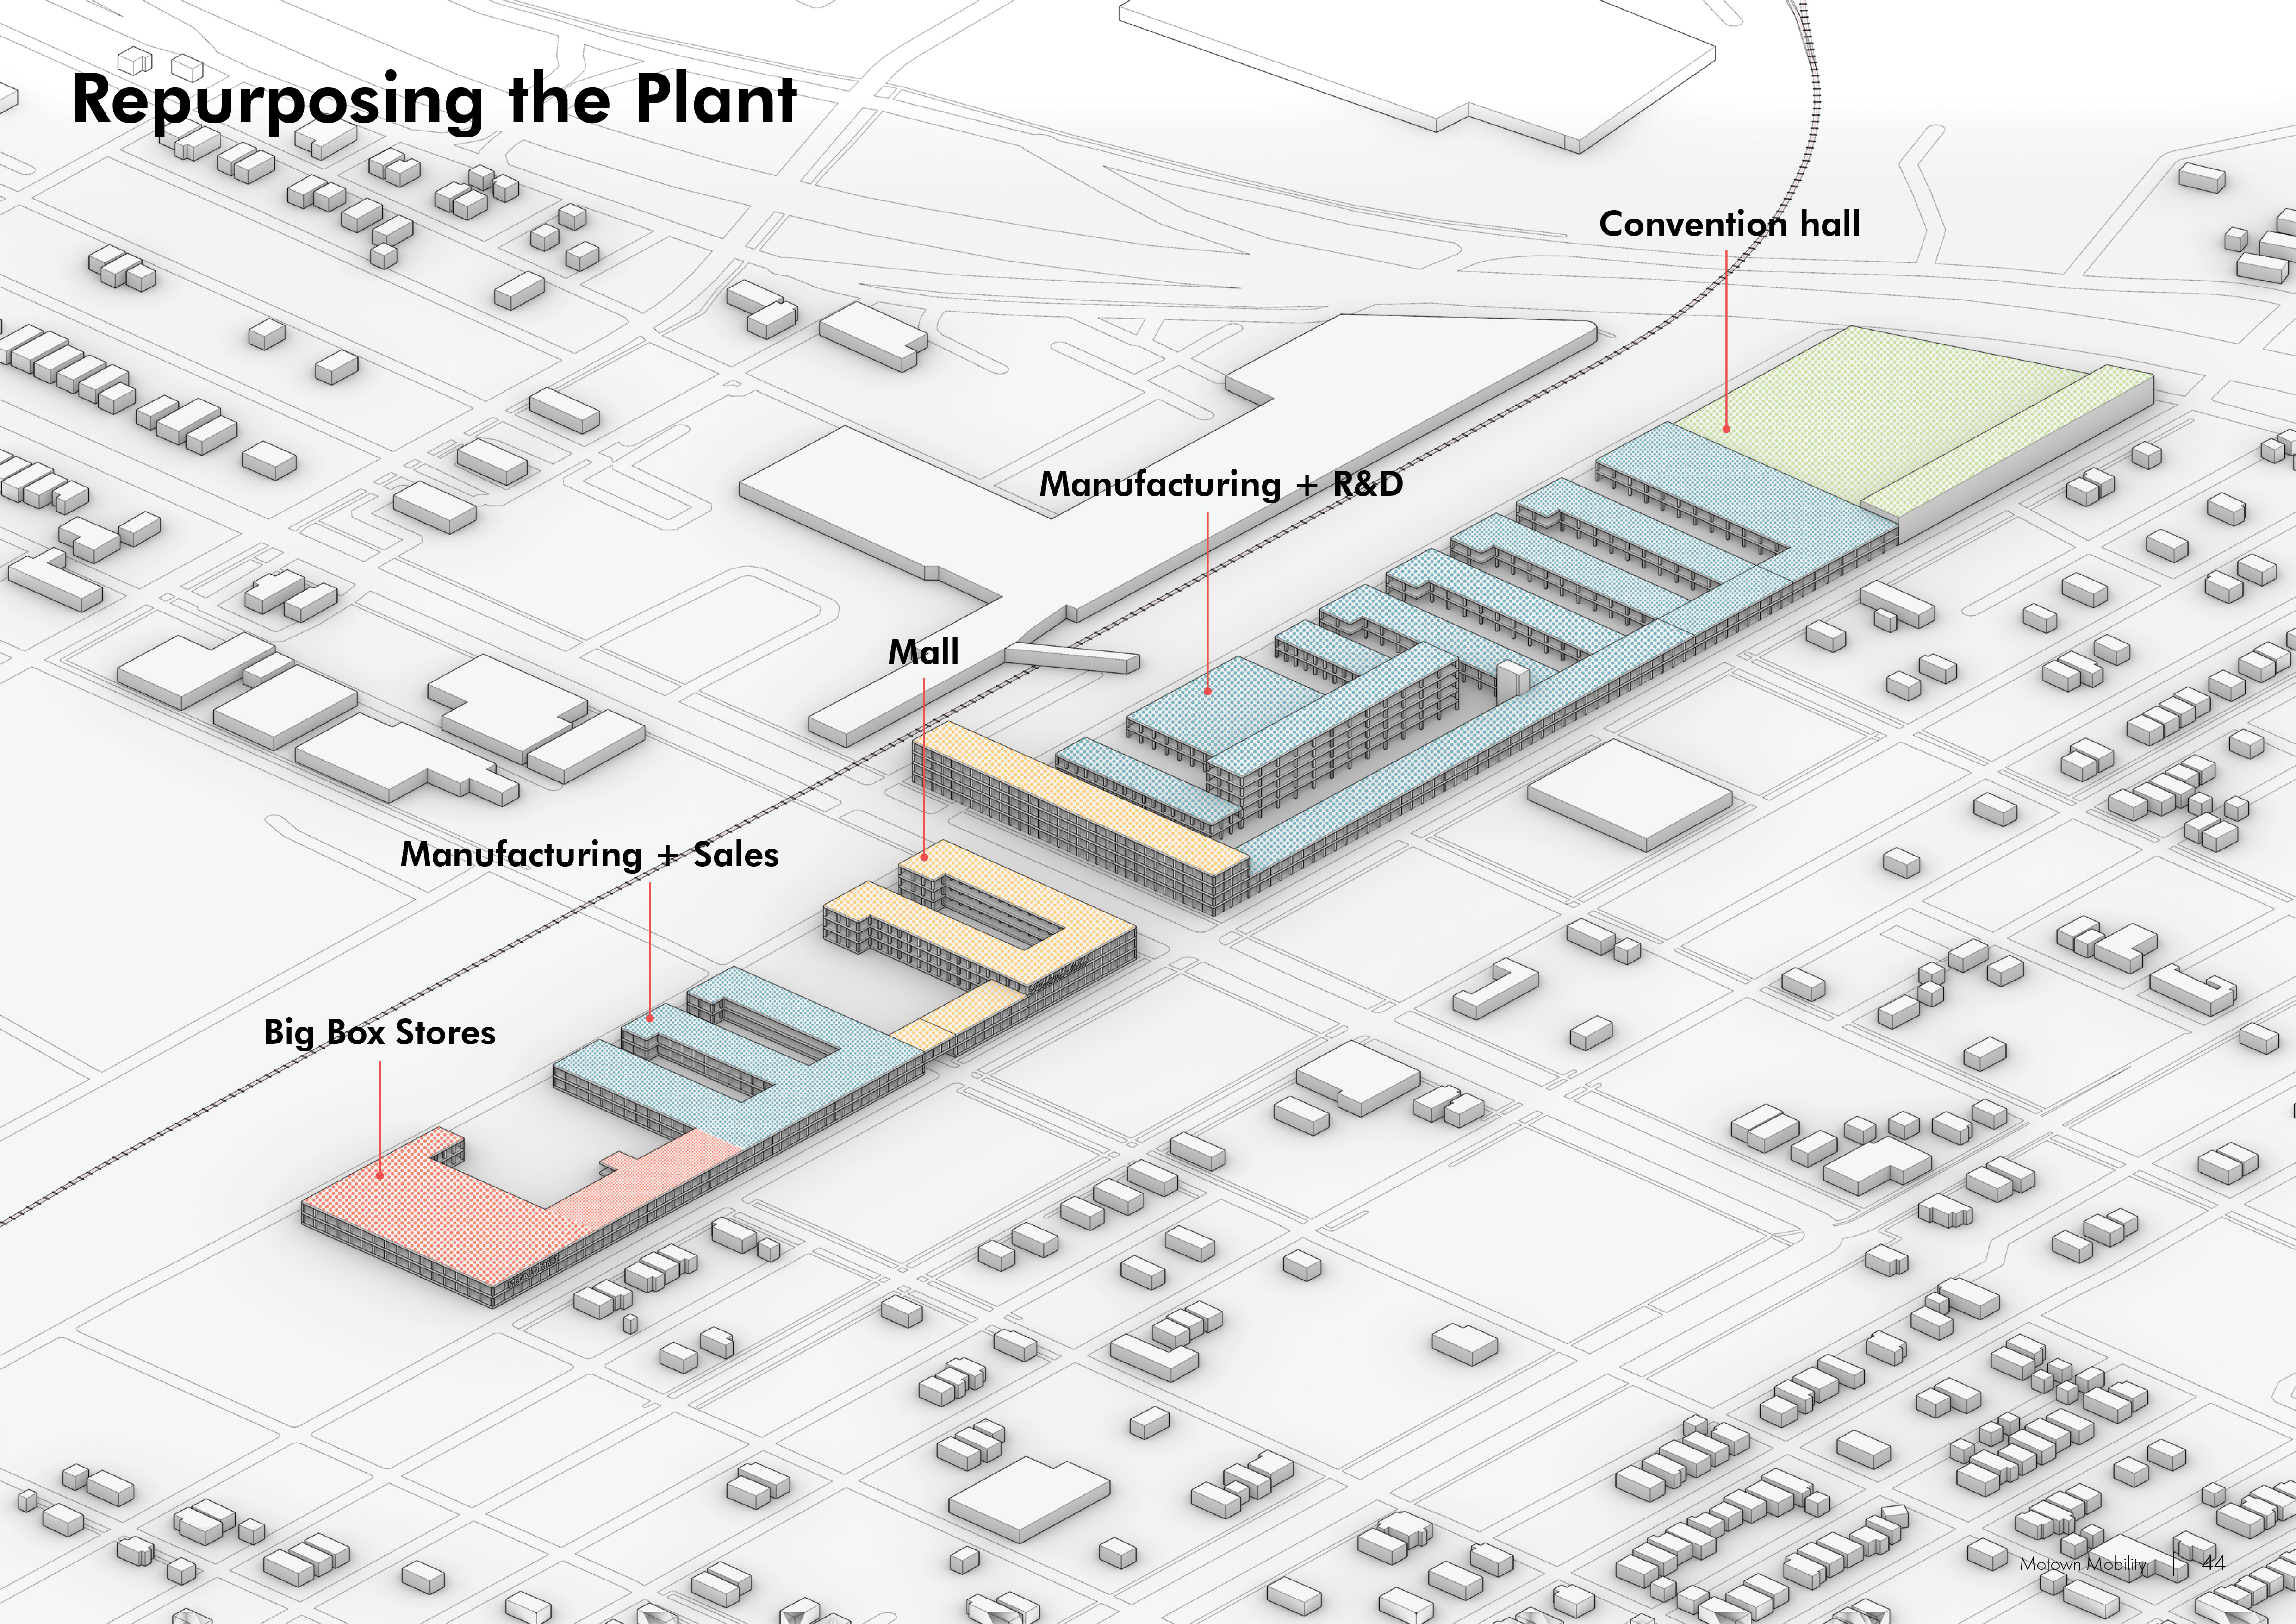 Repurposing the Plant
Convention hall
Manufacturing + R&D
Mall
Manufacturing + Sales
Big Box Stores
Motown Mobility | 44